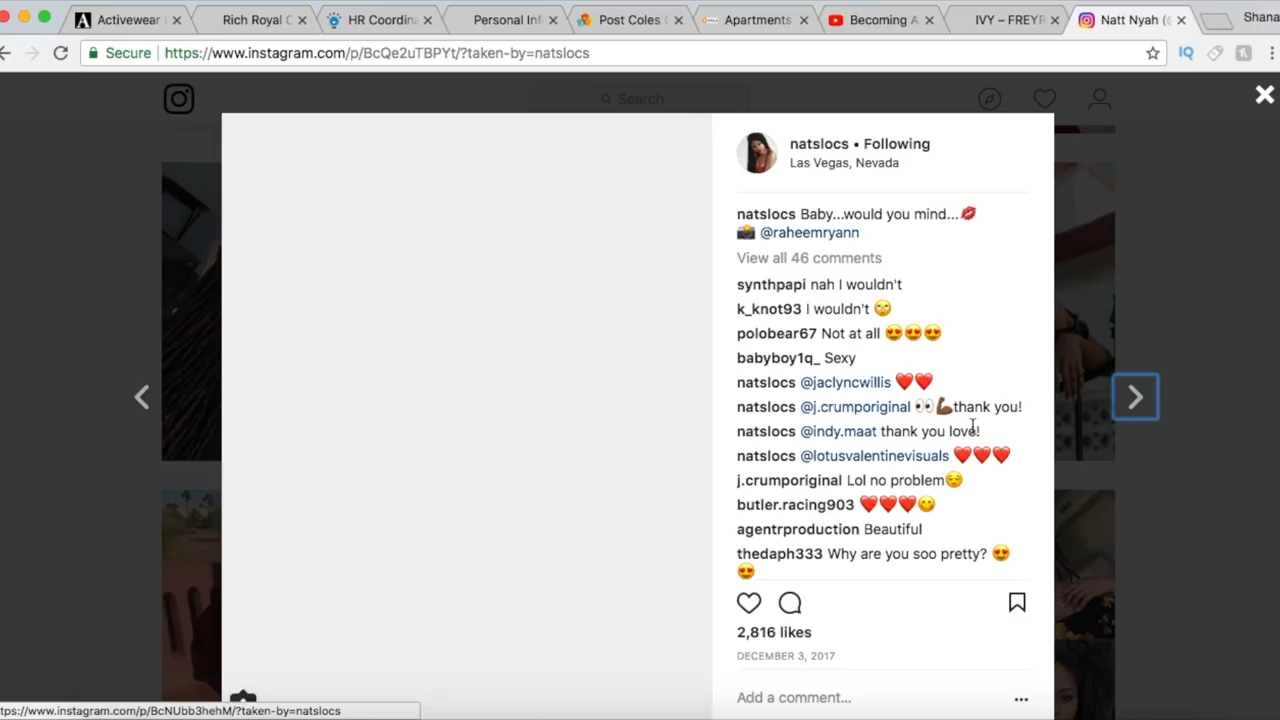 Activewear
Rich Royal C
HR Coordin
Personal Inf
Post Coles C
Apartments
Becoming A
IVY – FREYR
Natt Nyah (@
Shana
Secure
https://www.instagram.com/p/BcQe2uTBPYt/?taken-by=natslocs
IQ
Search
natslocs • Following
Las Vegas, Nevada
natslocs Baby...would you mind...💋
📸 @raheemryann
View all 46 comments
synthpapi nah I wouldn't
k_knot93 I wouldn't 🙄
polobear67 Not at all 😍😍😍
babyboy1q_ Sexy
natslocs @jaclyncwillis ❤️❤️
natslocs @j.crumporiginal 👀💪🏾thank you!
natslocs @indy.maat thank you love!
natslocs @lotusvalentinevisuals ❤️❤️❤️
j.crumporiginal Lol no problem😌
butler.racing903 ❤️❤️❤️😋
agentrproduction Beautiful
thedaph333 Why are you soo pretty? 😍
😍
2,816 likes
DECEMBER 3, 2017
Add a comment...
ttps://www.instagram.com/p/BcNUbb3hehM/?taken-by=natslocs